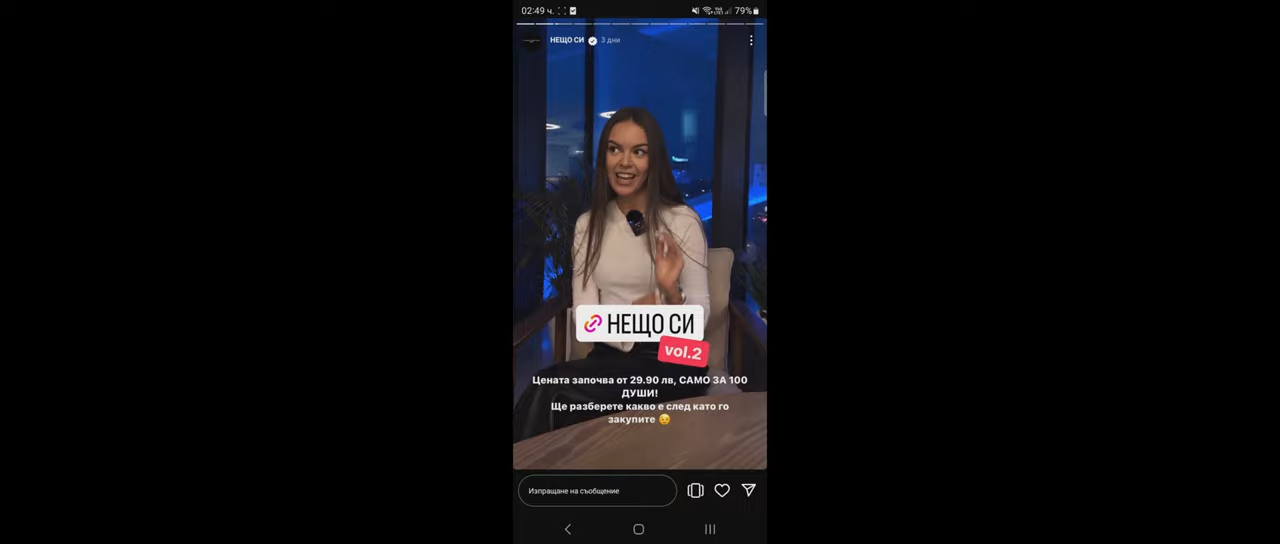 02:49 ч.
79%
НЕЩО СИ 3 дни
НЕЩО СИ
vol.2
Цената започва от 29.90 лв, САМО ЗА 100
ДУШИ!
Ще разберете какво е след като го
закупите 🤕
Изпращане на съобщение